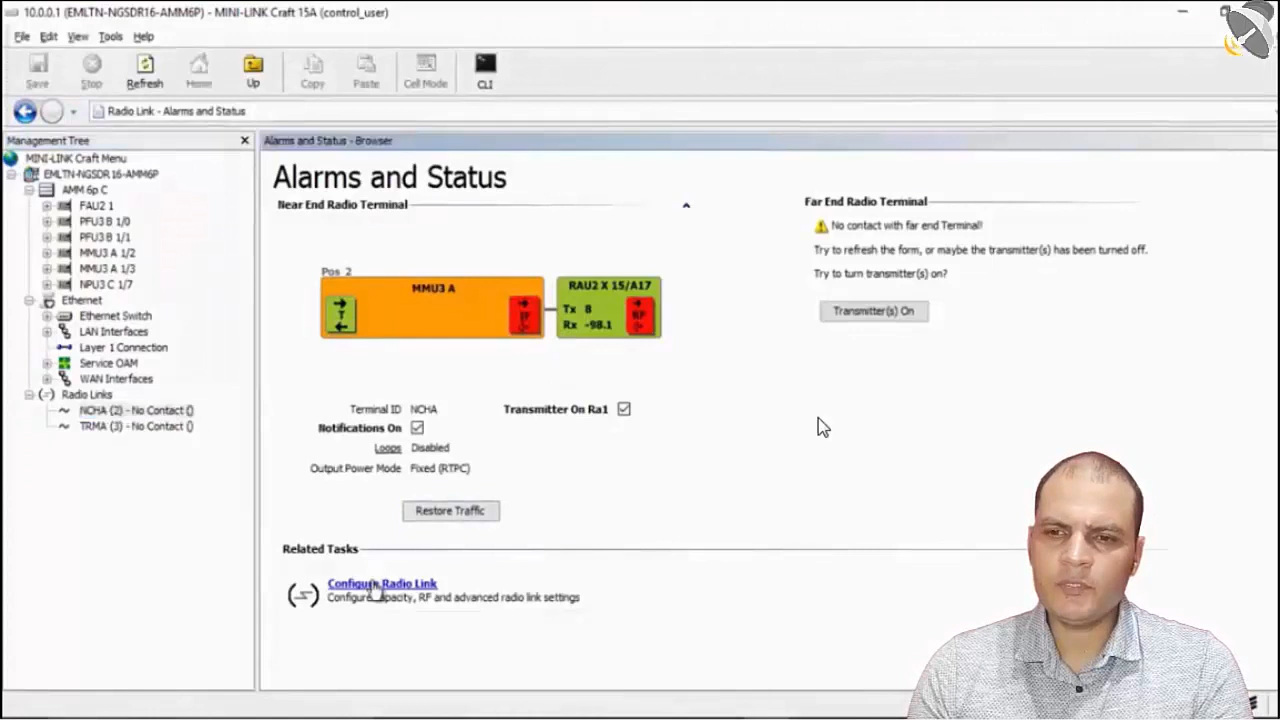 10.0.0.1 (EMLTN-NGSDR16-AMM6P) - MINI-LINK Craft 15A (control_user)
File Edit View Tools Help
Save Stop Refresh Home Up Copy Paste Cell Mode CLI
Radio Link - Alarms and Status
Management Tree
Alarms and Status - Browser
MINI-LINK Craft Menu
EMLTN-NGSDR16-AMM6P
AMM 6p C
FAU2 1
PFU3 B 1/0
PFU3 B 1/1
MMU3 A 1/2
MMU3 A 1/3
NPU3 C 1/7
Ethernet
Ethernet Switch
LAN Interfaces
Layer 1 Connection
Service OAM
WAN Interfaces
Radio Links
NCHA (2) - No Contact ()
TRMA (3) - No Contact ()
Alarms and Status
Near End Radio Terminal
Pos 2
MMU3 A
T
RAU2 X 15/A17
Tx 8
Rx -98.1
Terminal ID NCHA
Transmitter On Ra1
Notifications On
Loops Disabled
Output Power Mode Fixed (RTPC)
Restore Traffic
Far End Radio Terminal
No contact with far end Terminal!
Try to refresh the form, or maybe the transmitter(s) has been turned off.
Try to turn transmitter(s) on?
Transmitter(s) On
Related Tasks
Configure Radio Link
Configure capacity, RF and advanced radio link settings